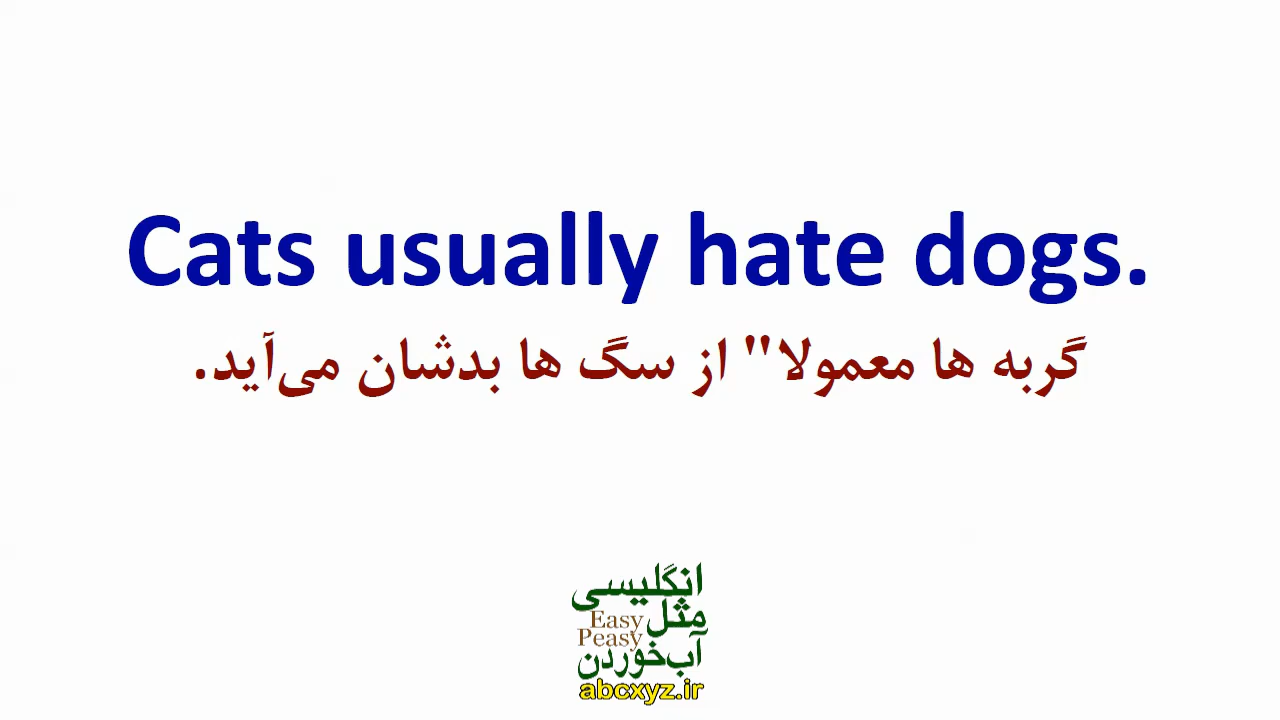 Cats usually hate dogs.
گربه ها معمولا" از سگ ها بدشان می‌آید.
انگلیسی
مثل
Easy
Peasy
آب‌خوردن
abcxyz.ir